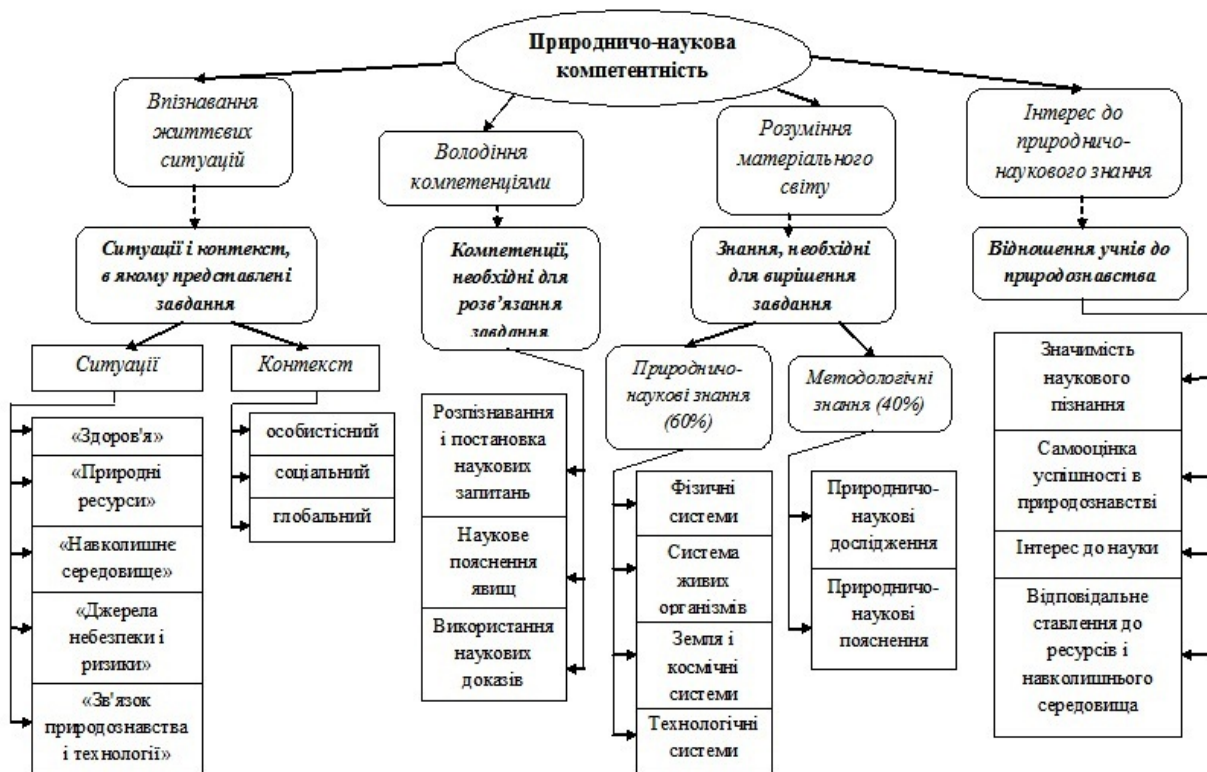 Природничо-наукова
компетентність
Впізнавання
життєвих
ситуацій
Володіння
компетенціями
Розуміння
матеріального
світу
Інтерес до
природничо-
наукового знання
Ситуації і контекст,
в якому представлені
завдання
Компетенції,
необхідні для
розв’язання
завдання
Знання, необхідні
для вирішення
завдання
Відношення учнів до
природознавства
Ситуації
Контекст
«Здоров'я»
«Природні
ресурси»
«Навколишнє
середовище»
«Джерела
небезпеки і
ризики»
«Зв'язок
природознавства
і технології»
особистісний
соціальний
глобальний
Розпізнавання
і постановка
наукових
запитань
Наукове
пояснення
явищ
Використання
наукових
доказів
Природничо-
наукові знання
(60%)
Методологічні
знання (40%)
Фізичні
системи
Система
живих
організмів
Земля і
космічні
системи
Технологічні
системи
Природничо-
наукові
дослідження
Природничо-
наукові
пояснення
Значимість
наукового
пізнання
Самооцінка
успішності в
природознавстві
Інтерес до науки
Відповідальне
ставлення до
ресурсів і
навколишнього
середовища